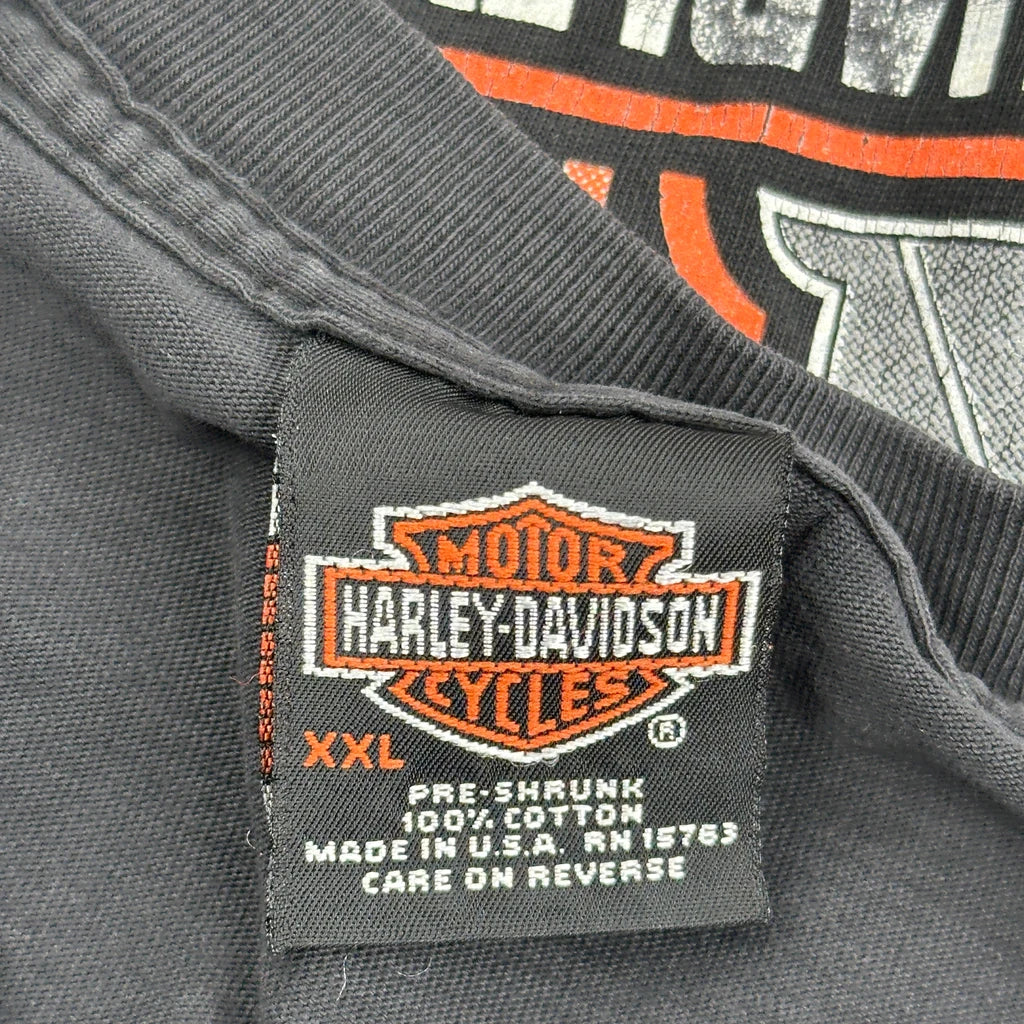 MOTOR
HARLEY-DAVIDSON
CYCLES
®
XXL
PRE-SHRUNK
100% COTTON
MADE IN U.S.A. RN 15763
CARE ON REVERSE